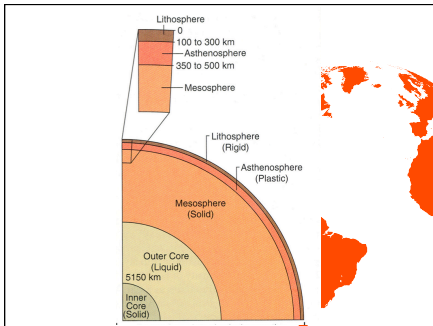 Lithosphere
0
100 to 300 km
Asthenosphere
350 to 500 km
Mesosphere
Lithosphere
(Rigid)
Asthenosphere
(Plastic)
Mesosphere
(Solid)
Outer Core
(Liquid)
5150 km
Inner
Core
(Solid)